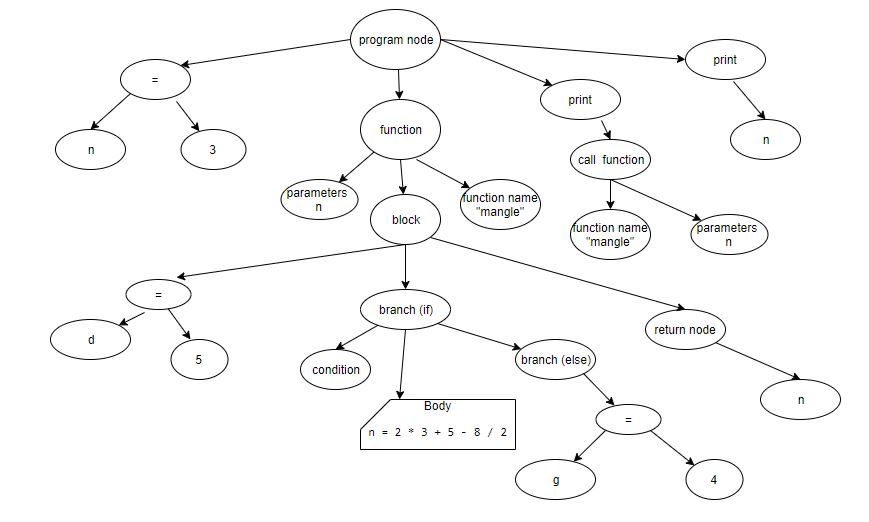 program node
=
print
print
n
3
function
n
call  function
parameters
n
function name
"mangle"
block
function name
"mangle"
parameters
n
=
branch (if)
return node
d
5
condition
branch (else)
n
Body
n = 2 * 3 + 5 - 8 / 2
=
g
4